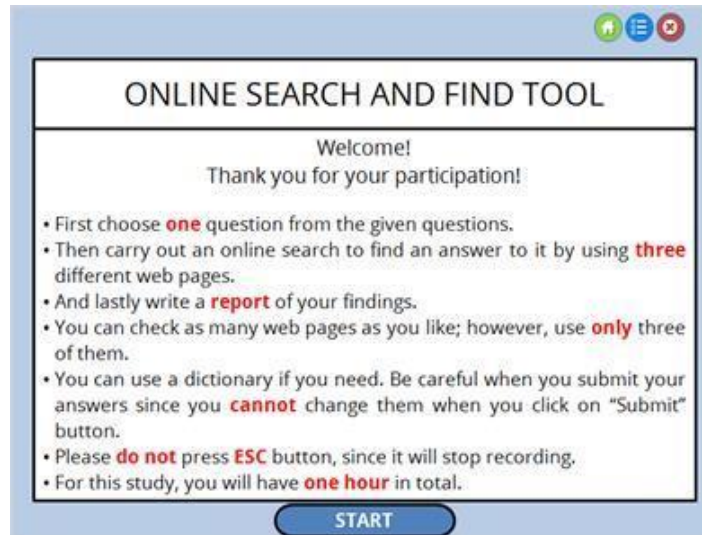 ONLINE SEARCH AND FIND TOOL
Welcome!
Thank you for your participation!
• First choose one question from the given questions.
• Then carry out an online search to find an answer to it by using three
different web pages.
• And lastly write a report of your findings.
• You can check as many web pages as you like; however, use only three
of them.
• You can use a dictionary if you need. Be careful when you submit your
answers since you cannot change them when you click on “Submit”
button.
• Please do not press ESC button, since it will stop recording.
• For this study, you will have one hour in total.
START